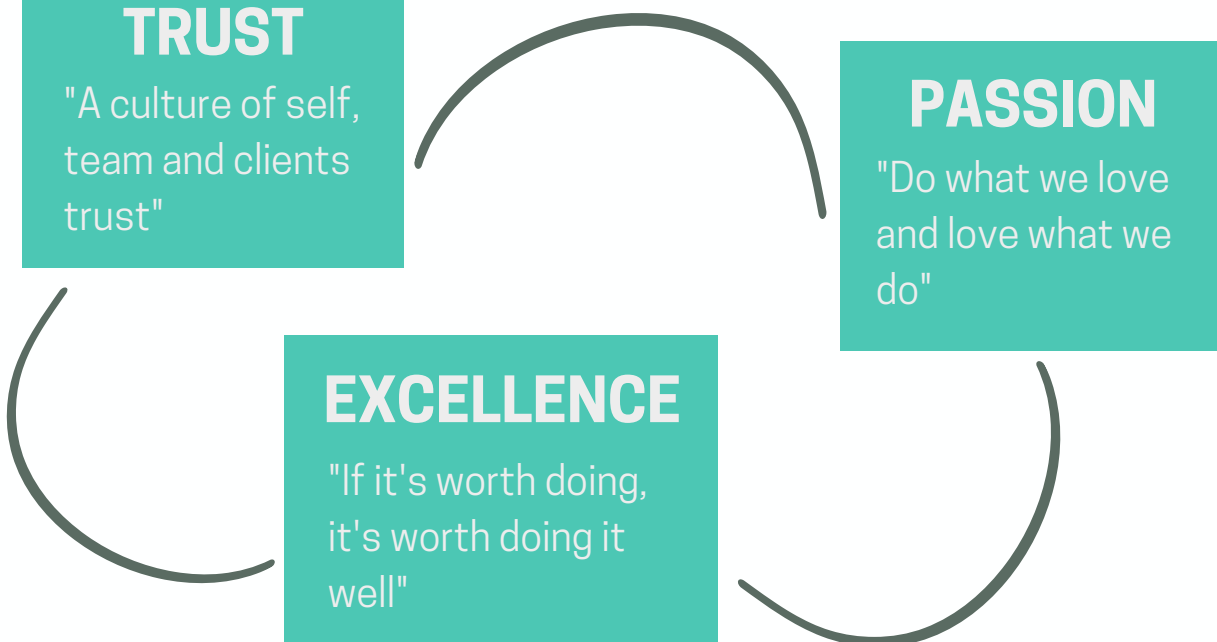 TRUST
"A culture of self,
team and clients
trust"
PASSION
"Do what we love
and love what we
do"
EXCELLENCE
"If it's worth doing,
it's worth doing it
well"